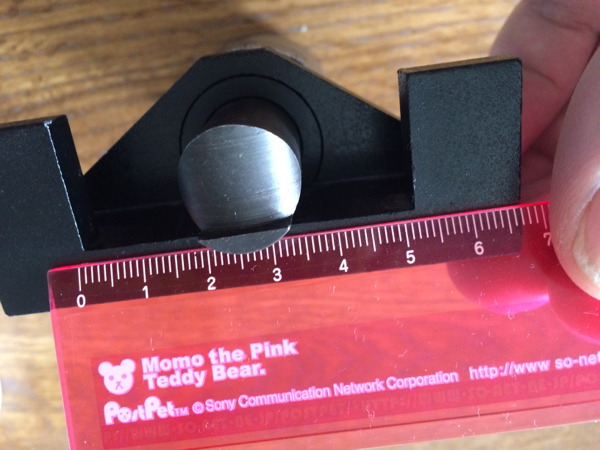 0 1 2 3 4 5 6 7
Momo the Pink
Teddy Bear.
PostPet™ © Sony Communication Network Corporation http://www so-net